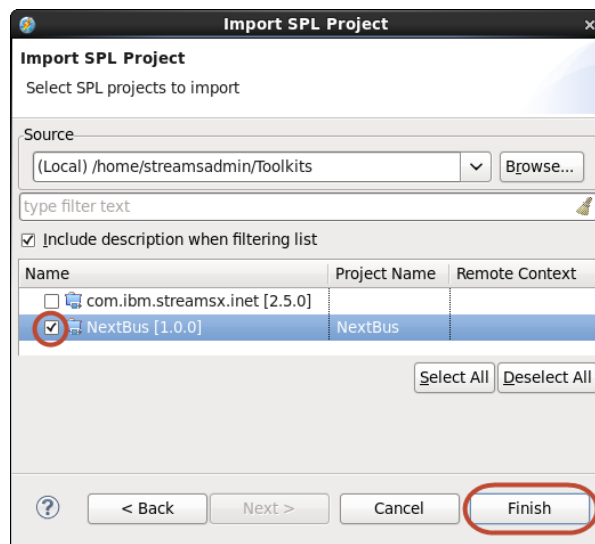 Import SPL Project
Import SPL Project
Select SPL projects to import
Source
(Local) /home/streamsadmin/Toolkits Browse...
type filter text
Include description when filtering list
Name Project Name Remote Context
com.ibm.streamsx.inet [2.5.0]
NextBus [1.0.0] NextBus
Select All Deselect All
? < Back Next > Cancel Finish